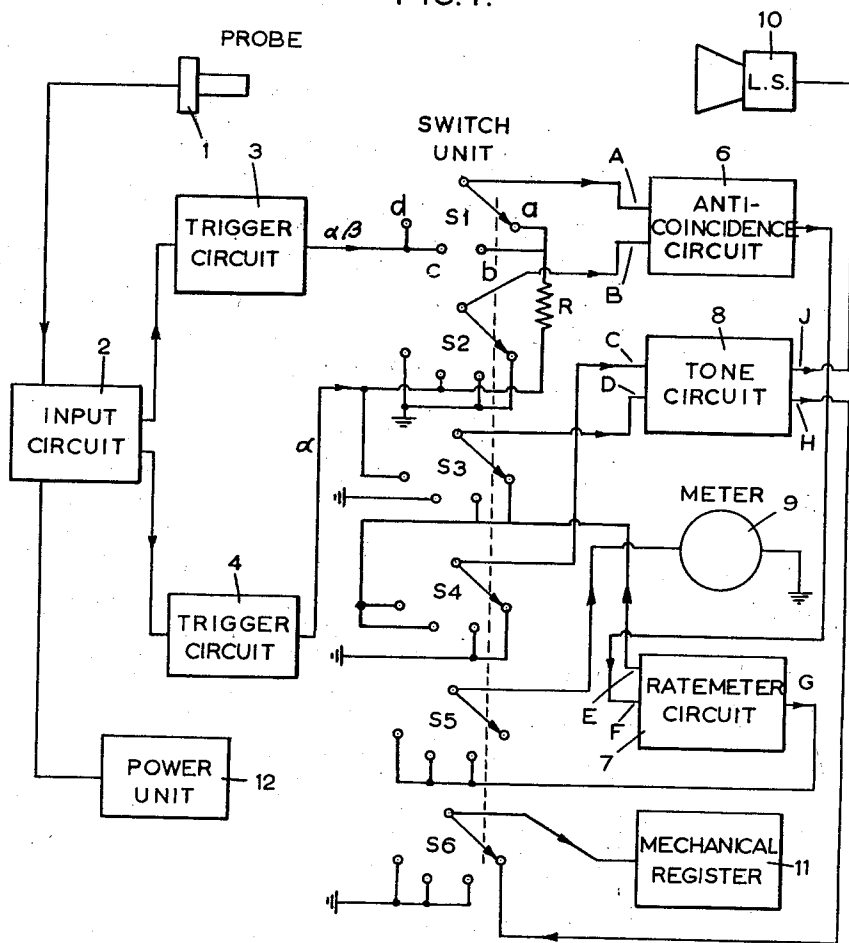 FIG.1.
PROBE
10
L.S.
1
SWITCH
UNIT
3
TRIGGER
CIRCUIT
αβ
d
c
b
a
S1
A
B
6
ANTI-
COINCIDENCE
CIRCUIT
R
S2
2
INPUT
CIRCUIT
α
C
D
8
TONE
CIRCUIT
J
H
S3
METER
9
4
TRIGGER
CIRCUIT
S4
E
F
7
RATEMETER
CIRCUIT
G
S5
POWER
UNIT
12
S6
MECHANICAL
REGISTER
11